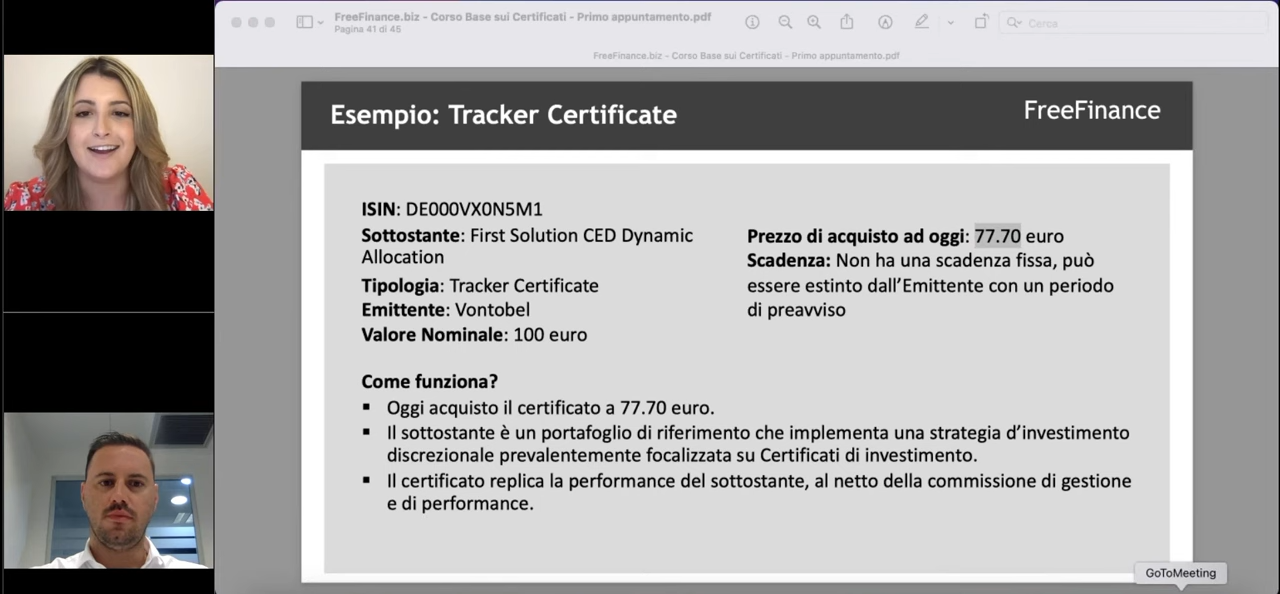 FreeFinance.biz - Corso Base sui Certificati - Primo appuntamento.pdf
Pagina 41 di 45
Cerca
FreeFinance.biz - Corso Base sui Certificati - Primo appuntamento.pdf
Esempio: Tracker Certificate
FreeFinance
ISIN: DE000VX0N5M1
Sottostante: First Solution CED Dynamic
Allocation
Tipologia: Tracker Certificate
Emittente: Vontobel
Valore Nominale: 100 euro
Prezzo di acquisto ad oggi: 77.70 euro
Scadenza: Non ha una scadenza fissa, può
essere estinto dall'Emittente con un periodo
di preavviso
Come funziona?
▪ Oggi acquisto il certificato a 77.70 euro.
▪ Il sottostante è un portafoglio di riferimento che implementa una strategia d'investimento
discrezionale prevalentemente focalizzata su Certificati di investimento.
▪ Il certificato replica la performance del sottostante, al netto della commissione di gestione
e di performance.
GoToMeeting